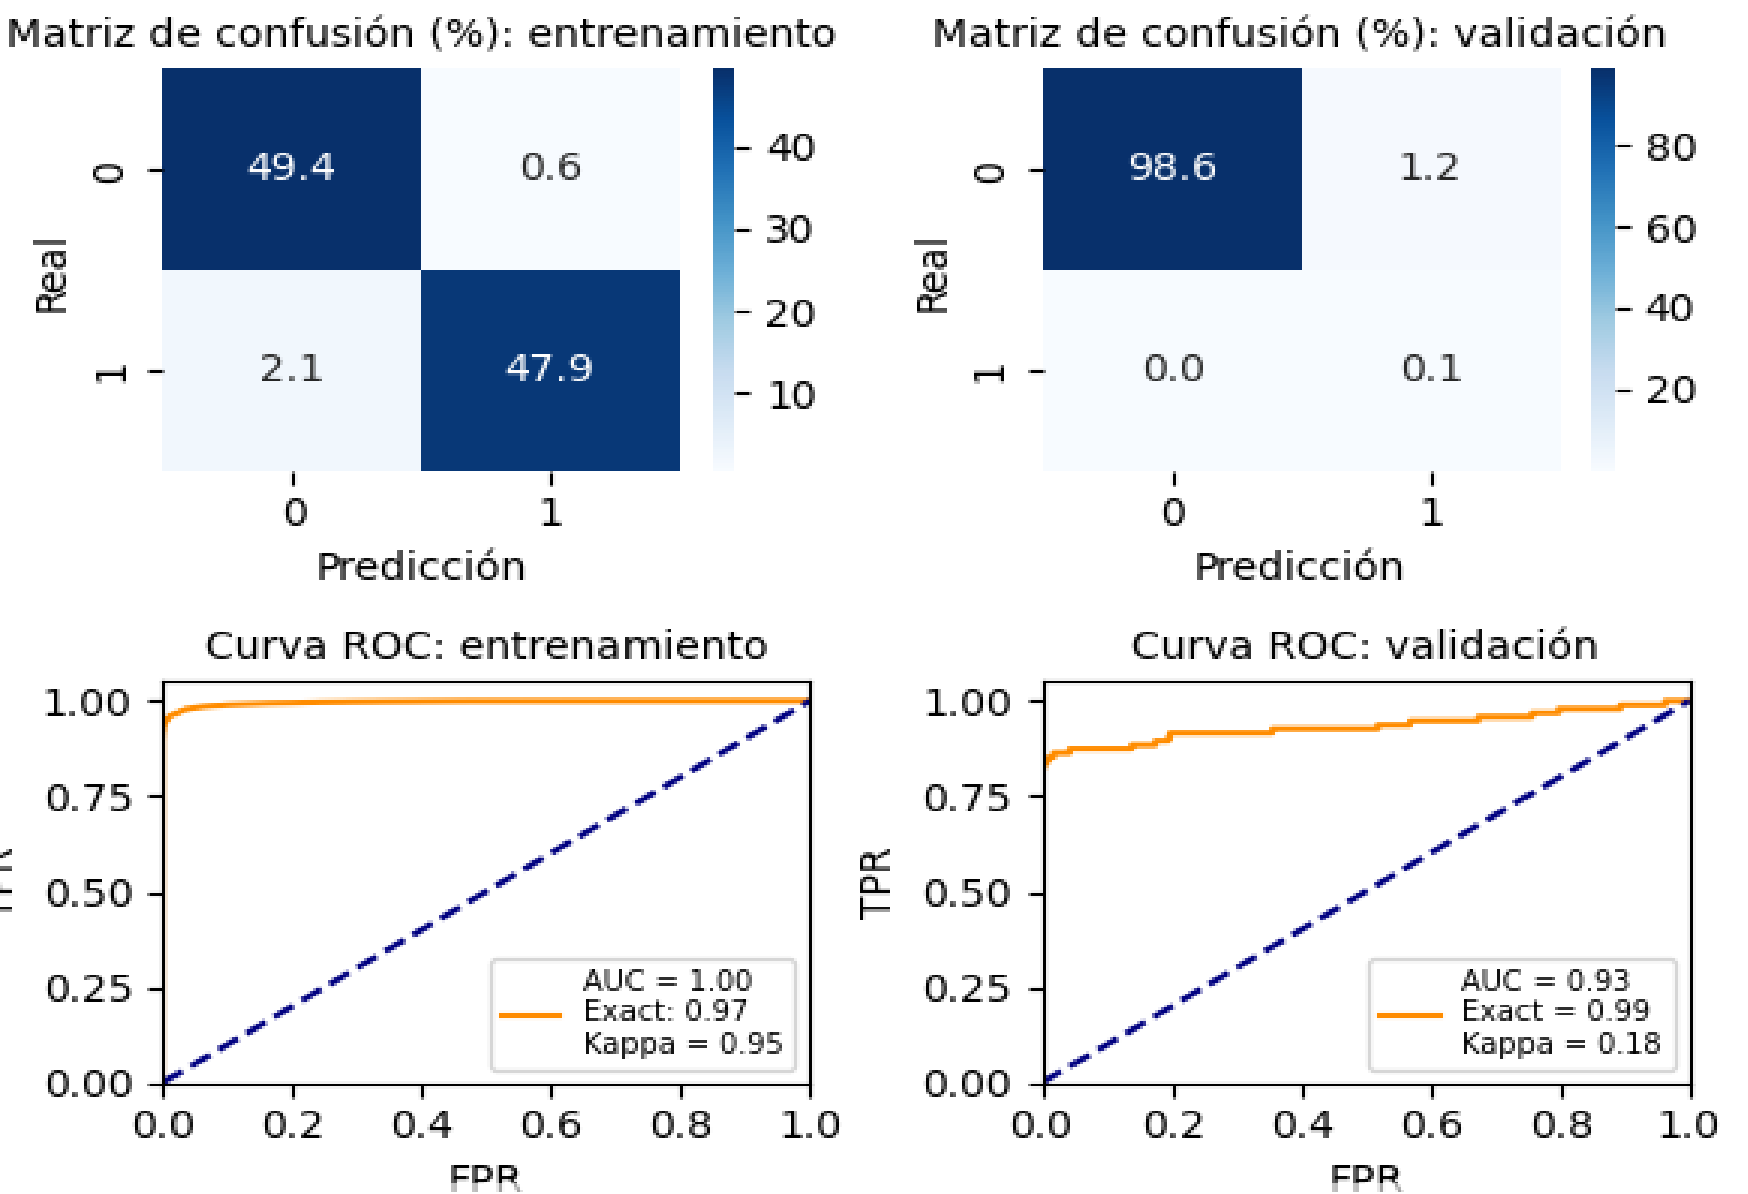 Matriz de confusión (%): entrenamiento
49.4 0.6
2.1 47.9
0
1
Real
0 1
Predicción
40
30
20
10
Matriz de confusión (%): validación
98.6 1.2
0.0 0.1
0
1
Real
0 1
Predicción
80
60
40
20
Curva ROC: entrenamiento
1.00
0.75
0.50
0.25
0.00
TPR
AUC = 1.00
Exact: 0.97
Kappa = 0.95
0.0 0.2 0.4 0.6 0.8 1.0
FPR
Curva ROC: validación
1.00
0.75
0.50
0.25
0.00
TPR
AUC = 0.93
Exact = 0.99
Kappa = 0.18
0.0 0.2 0.4 0.6 0.8 1.0
FPR